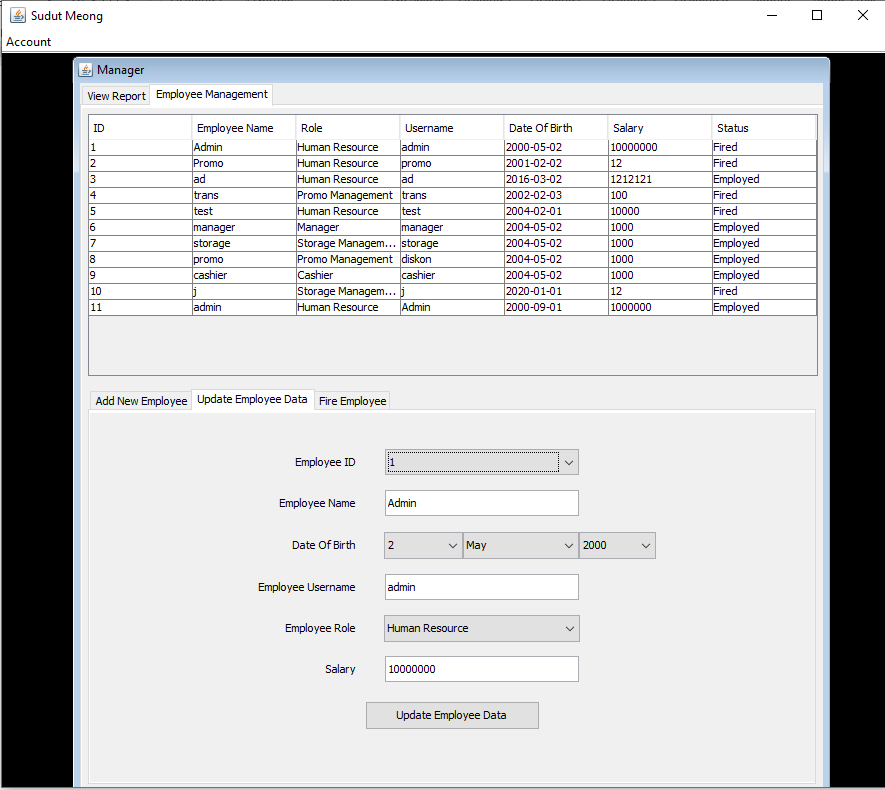 Sudut Meong
Account
Manager
View Report Employee Management
ID Employee Name Role Username Date Of Birth Salary Status
1 Admin Human Resource admin 2000-05-02 10000000 Fired
2 Promo Human Resource promo 2001-02-02 12 Fired
3 ad Human Resource ad 2016-03-02 1212121 Employed
4 trans Promo Management trans 2002-02-03 100 Fired
5 test Human Resource test 2004-02-01 10000 Fired
6 manager Manager manager 2004-05-02 1000 Employed
7 storage Storage Managem... storage 2004-05-02 1000 Employed
8 promo Promo Management diskon 2004-05-02 1000 Employed
9 cashier Cashier cashier 2004-05-02 1000 Employed
10 j Storage Managem... j 2020-01-01 12 Fired
11 admin Human Resource Admin 2000-09-01 1000000 Employed
Add New Employee Update Employee Data Fire Employee
Employee ID 1
Employee Name Admin
Date Of Birth 2 May 2000
Employee Username admin
Employee Role Human Resource
Salary 10000000
Update Employee Data